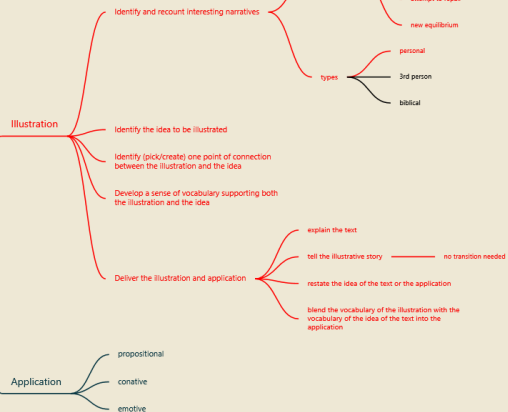 attempt to repair
Identify and recount interesting narratives
new equilibrium
personal
types
3rd person
biblical
Illustration
Identify the idea to be illustrated
Identify (pick/create) one point of connection
between the illustration and the idea
Develop a sense of vocabulary supporting both
the illustration and the idea
explain the text
tell the illustrative story
no transition needed
Deliver the illustration and application
restate the idea of the text or the application
blend the vocabulary of the illustration with the
vocabulary of the idea of the text into the
application
propositional
Application
conative
emotive